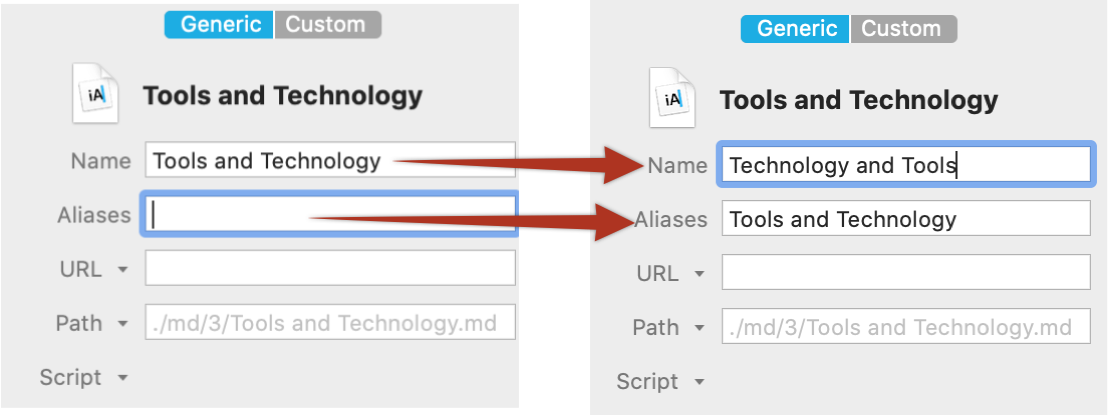 Generic Custom
iA
Tools and Technology
Name Tools and Technology
Aliases
URL
Path ./md/3/Tools and Technology.md
Script
Generic Custom
iA
Tools and Technology
Name Technology and Tools
Aliases Tools and Technology
URL
Path ./md/3/Tools and Technology.md
Script